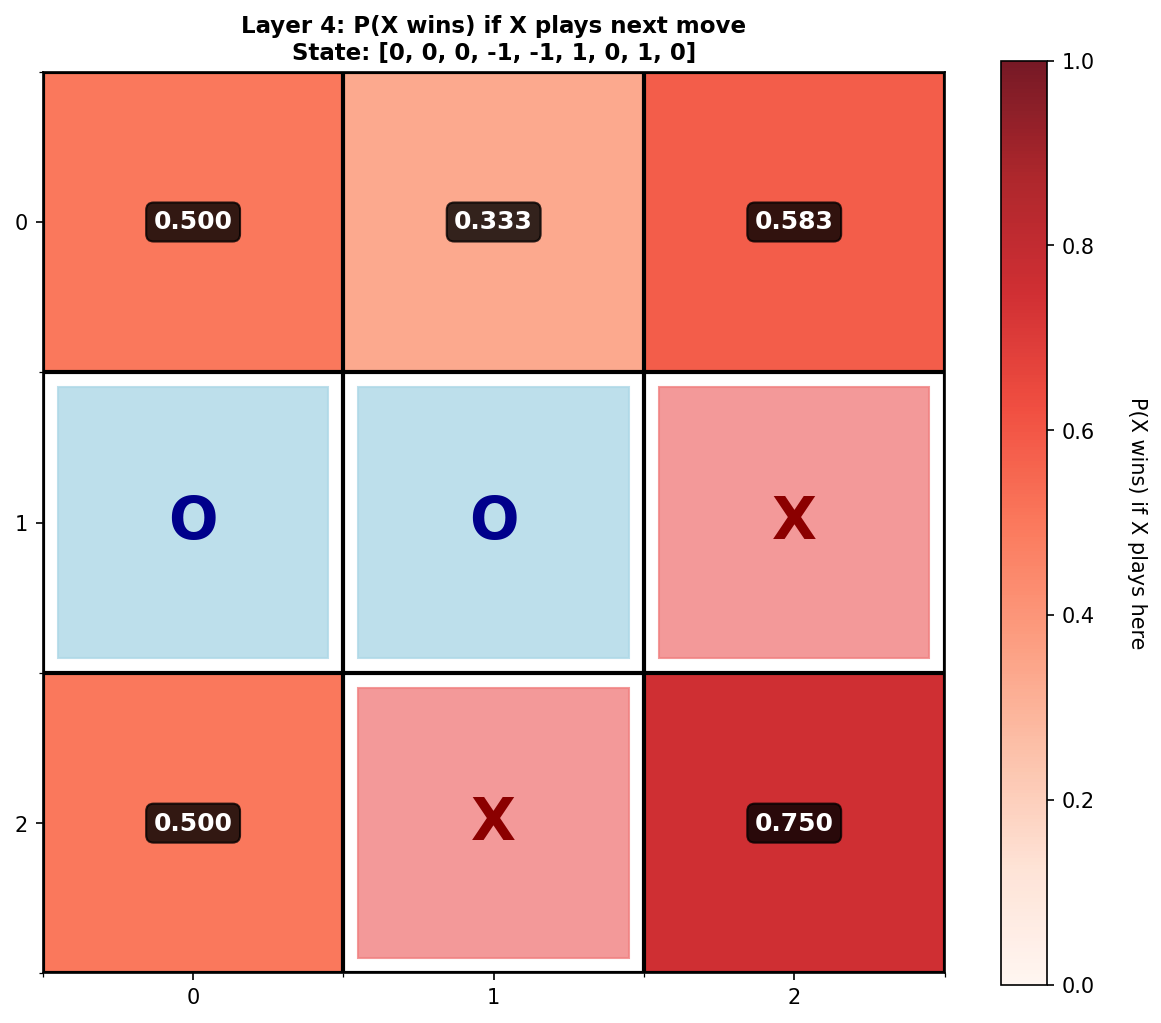 Layer 4: P(X wins) if X plays next move
State: [0, 0, 0, -1, -1, 1, 0, 1, 0]
0.500 0.333 0.583
O O X
0.500 X 0.750
0
1
2
0 1 2
1.0
0.8
0.6
0.4
0.2
0.0
P(X wins) if X plays here